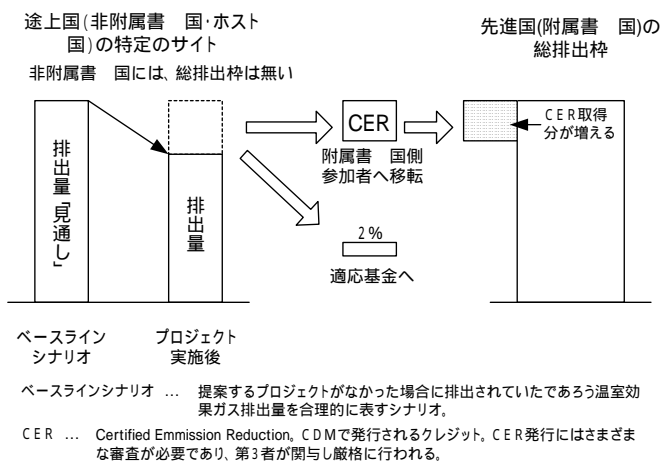 途上国(非附属書　国･ホスト
国)の特定のサイト
非附属書　国には、総排出枠は無い
先進国(附属書　国)の
総排出枠
排出量「見通し」
排出量
CER
附属書　国側
参加者へ移転
2%
適応基金へ
CER取得
分が増える
ベースライン
シナリオ
プロジェクト
実施後
ベースラインシナリオ … 提案するプロジェクトがなかった場合に排出されていたであろう温室効
果ガス排出量を合理的に表すシナリオ。
CER … Certified Emmission Reduction。CDMで発行されるクレジット。CER発行にはさまざま
な審査が必要であり、第3者が関与し厳格に行われる。